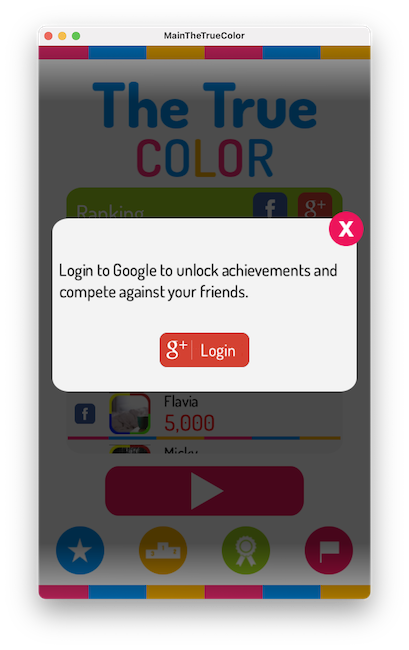 MainTheTrueColor
The True
COLOR
Ranking
f g+
X
Login to Google to unlock achievements and
compete against your friends.
g+ Login
Flavia
f
5,000
Micky